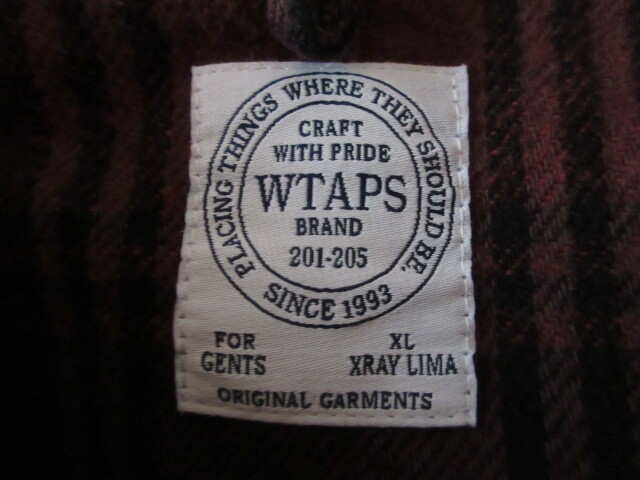 PLACING THINGS WHERE THEY SHOULD BE.
CRAFT
WITH PRIDE
WTAPS
BRAND
201-205
SINCE 1993
FOR
GENTS
XL
XRAY LIMA
ORIGINAL GARMENTS